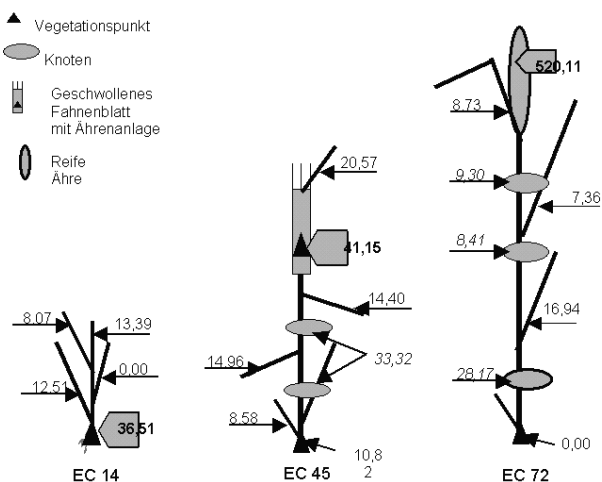 Vegetationspunkt
Knoten
Geschwollenes
Fahnenblatt
mit Ährenanlage
Reife
Ähre
8.07
13,39
0,00
12,51
36,51
EC 14
20,57
41,15
14,40
33,32
14.96
8.58
10,8
2
EC 45
520,11
8.73
9,30
7,36
8,41
16,94
28,17
0,00
EC 72